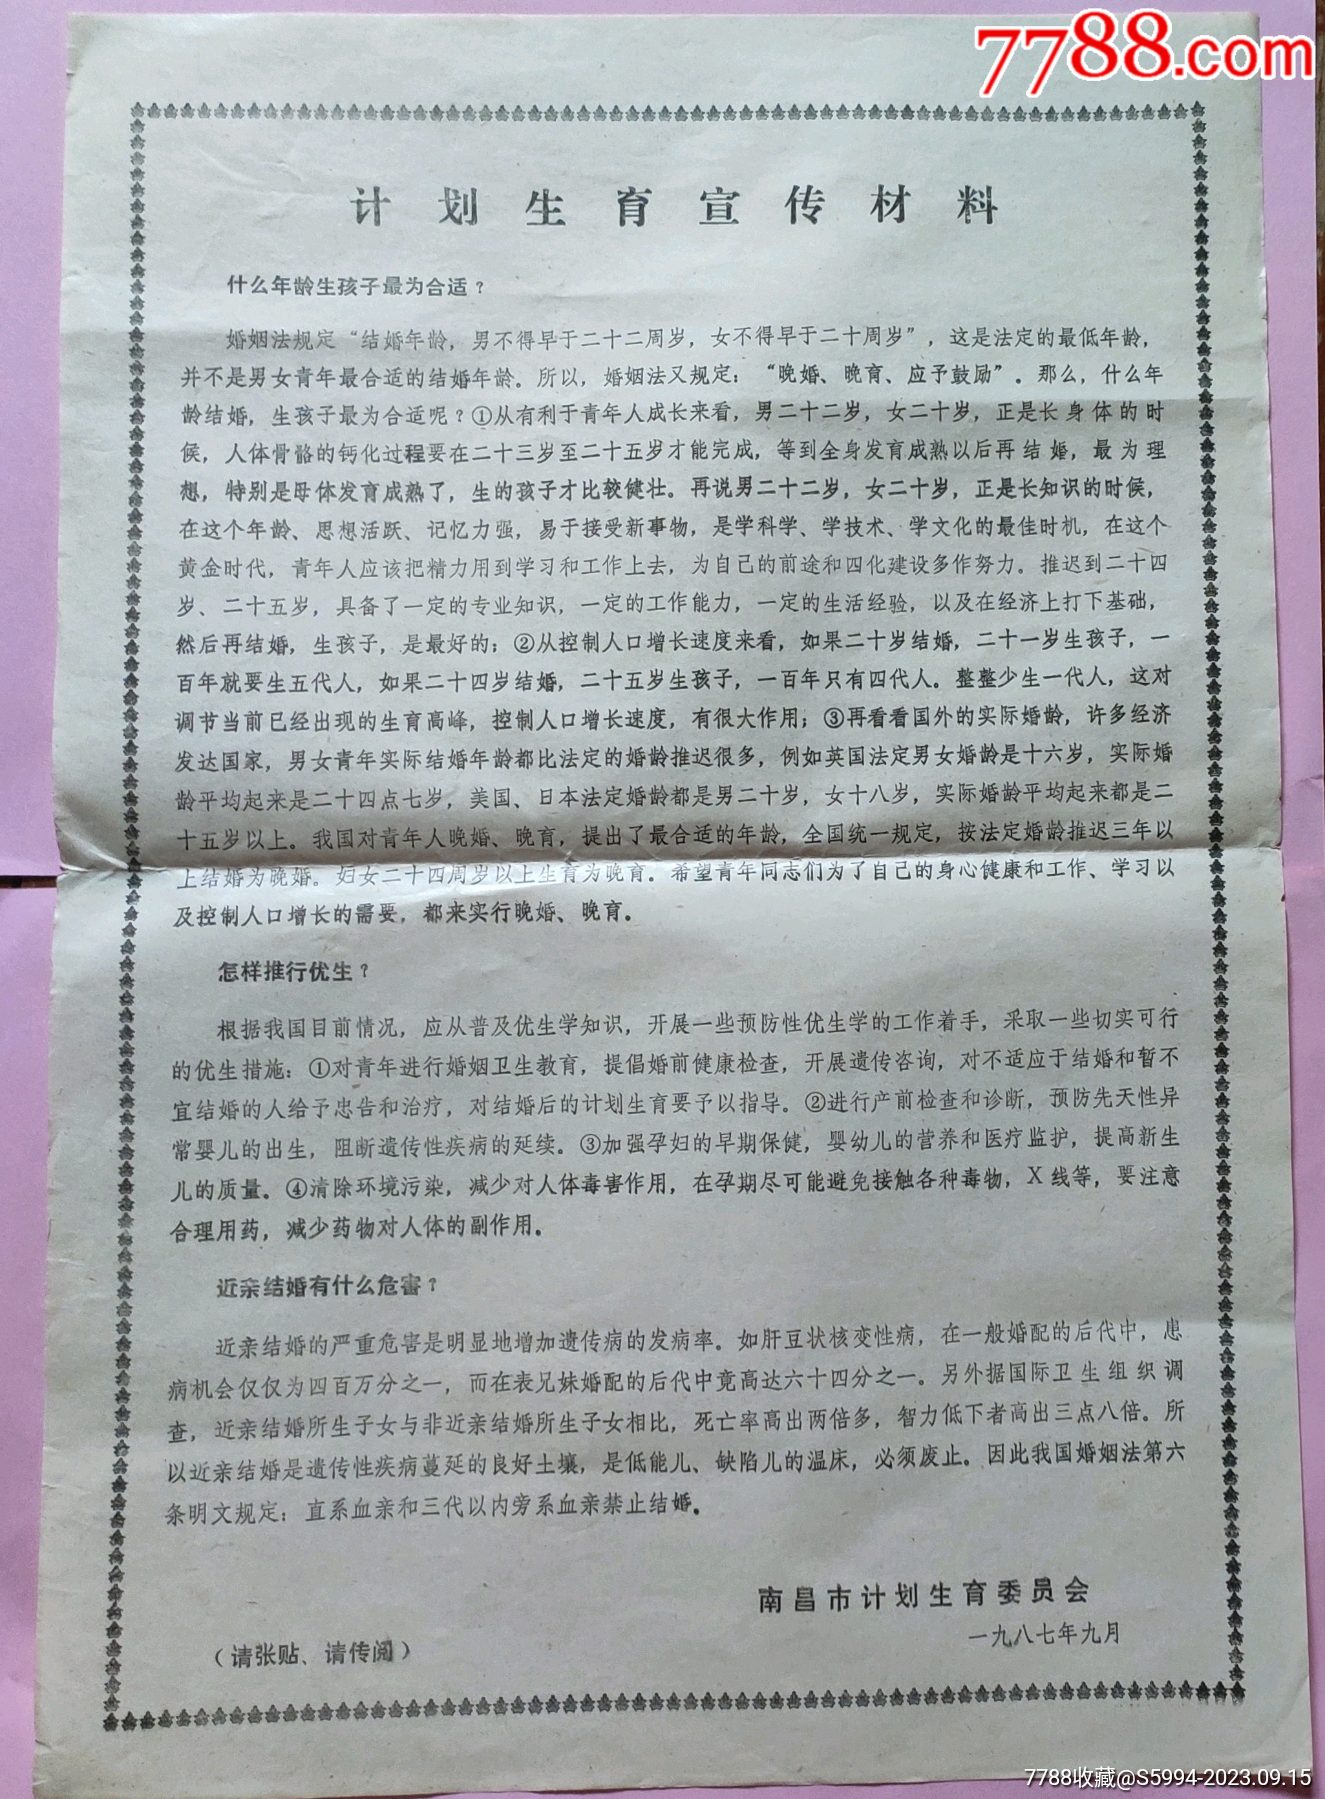 7788.com
计划生育宣传材料
什么年龄生孩子最为合适？
婚姻法规定“结婚年龄，男不得早于二十二周岁，女不得早于二十周岁”，这是法定的最低年龄，
并不是男女青年最合适的结婚年龄。所以，婚姻法又规定：“晚婚、晚育、应予鼓励”。那么，什么年
龄结婚，生孩子最为合适呢？①从有利于青年人成长来看，男二十二岁，女二十岁，正是长身体的时
候，人体骨骼的钙化过程要在二十三岁至二十五岁才能完成，等到全身发育成熟以后再结婚，最为理
想，特别是母体发育成熟了，生的孩子才比较健壮。再说男二十二岁，女二十岁，正是长知识的时候，
在这个年龄、思想活跃、记忆力强，易于接受新事物，是学科学、学技术、学文化的最佳时机，在这个
黄金时代，青年人应该把精力用到学习和工作上去，为自己的前途和四化建设多作努力。推迟到二十四
岁、二十五岁，具备了一定的专业知识，一定的工作能力，一定的生活经验，以及在经济上打下基础，
然后再结婚，生孩子，是最好的；②从控制人口增长速度来看，如果二十岁结婚，二十一岁生孩子，一
百年就要生五代人，如果二十四岁结婚，二十五岁生孩子，一百年只有四代人。整整少生一代人，这对
调节当前已经出现的生育高峰，控制人口增长速度，有很大作用；③再看看国外的实际婚龄，许多经济
发达国家，男女青年实际结婚年龄都比法定的婚龄推迟很多，例如英国法定男女婚龄是十六岁，实际婚
龄平均起来是二十四点七岁，美国、日本法定婚龄都是男二十岁，女十八岁，实际婚龄平均起来都是二
十五岁以上。我国对青年人晚婚、晚育，提出了最合适的年龄，全国统一规定，按法定婚龄推迟三年以
上结婚为晚婚。妇女二十四周岁以上生育为晚育。希望青年同志们为了自己的身心健康和工作、学习以
及控制人口增长的需要，都来实行晚婚、晚育。
怎样推行优生？
根据我国目前情况，应从普及优生学知识，开展一些预防性优生学的工作着手，采取一些切实可行
的优生措施：①对青年进行婚姻卫生教育，提倡婚前健康检查，开展遗传咨询，对不适应于结婚和暂不
宜结婚的人给予忠告和治疗，对结婚后的计划生育要予以指导。②进行产前检查和诊断，预防先天性异
常婴儿的出生，阻断遗传性疾病的延续。③加强孕妇的早期保健，婴幼儿的营养和医疗监护，提高新生
儿的质量。④清除环境污染，减少对人体毒害作用，在孕期尽可能避免接触各种毒物，X线等，要注意
合理用药，减少药物对人体的副作用。
近亲结婚有什么危害？
近亲结婚的严重危害是明显地增加遗传病的发病率。如肝豆状核变性病，在一般婚配的后代中，患
病机会仅仅为四百万分之一，而在表兄妹婚配的后代中竟高达六十四分之一。另外据国际卫生组织调
查，近亲结婚所生子女与非近亲结婚所生子女相比，死亡率高出两倍多，智力低下者高出三点八倍。所
以近亲结婚是遗传性疾病蔓延的良好土壤，是低能儿、缺陷儿的温床，必须废止。因此我国婚姻法第六
条明文规定：直系血亲和三代以内旁系血亲禁止结婚。
南昌市计划生育委员会
一九八七年九月
（请张贴、请传阅）
7788收藏@S5994-2023.09.15